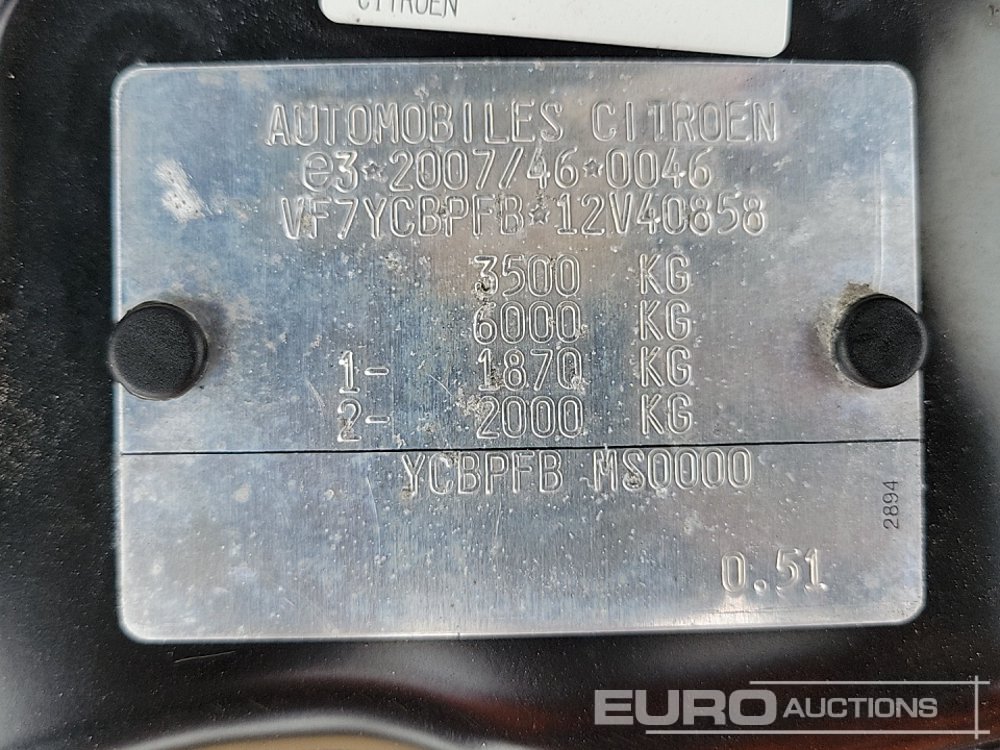 CITROEN
AUTOMOBILES CITROEN
e3*2007/46*0046
VF7YCBPFB*12V40858
3500 KG
6000 KG
1- 1870 KG
2- 2000 KG
YCBPFB MS0000
2894
0.51
EURO AUCTIONS